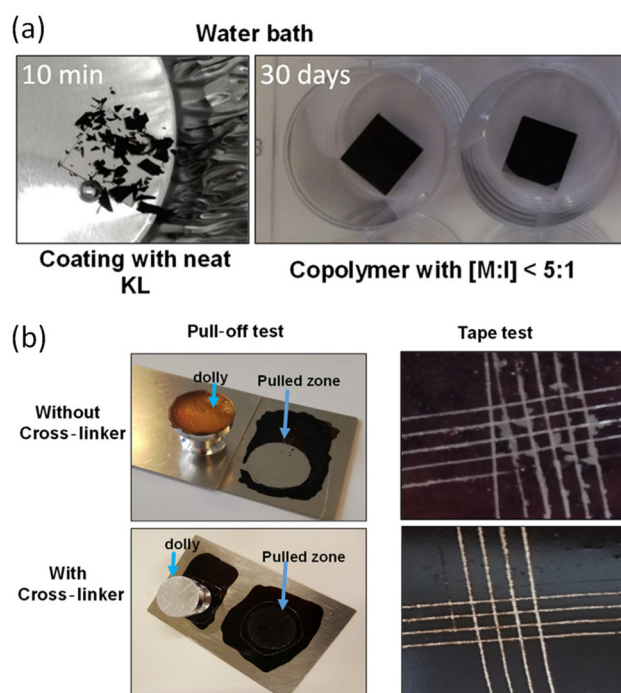 (a)
Water bath
10 min
30 days
Coating with neat
KL
Copolymer with [M:I] < 5:1
(b)
Pull-off test
Tape test
Without
Cross-linker
dolly
Pulled zone
With
Cross-linker
dolly
Pulled zone